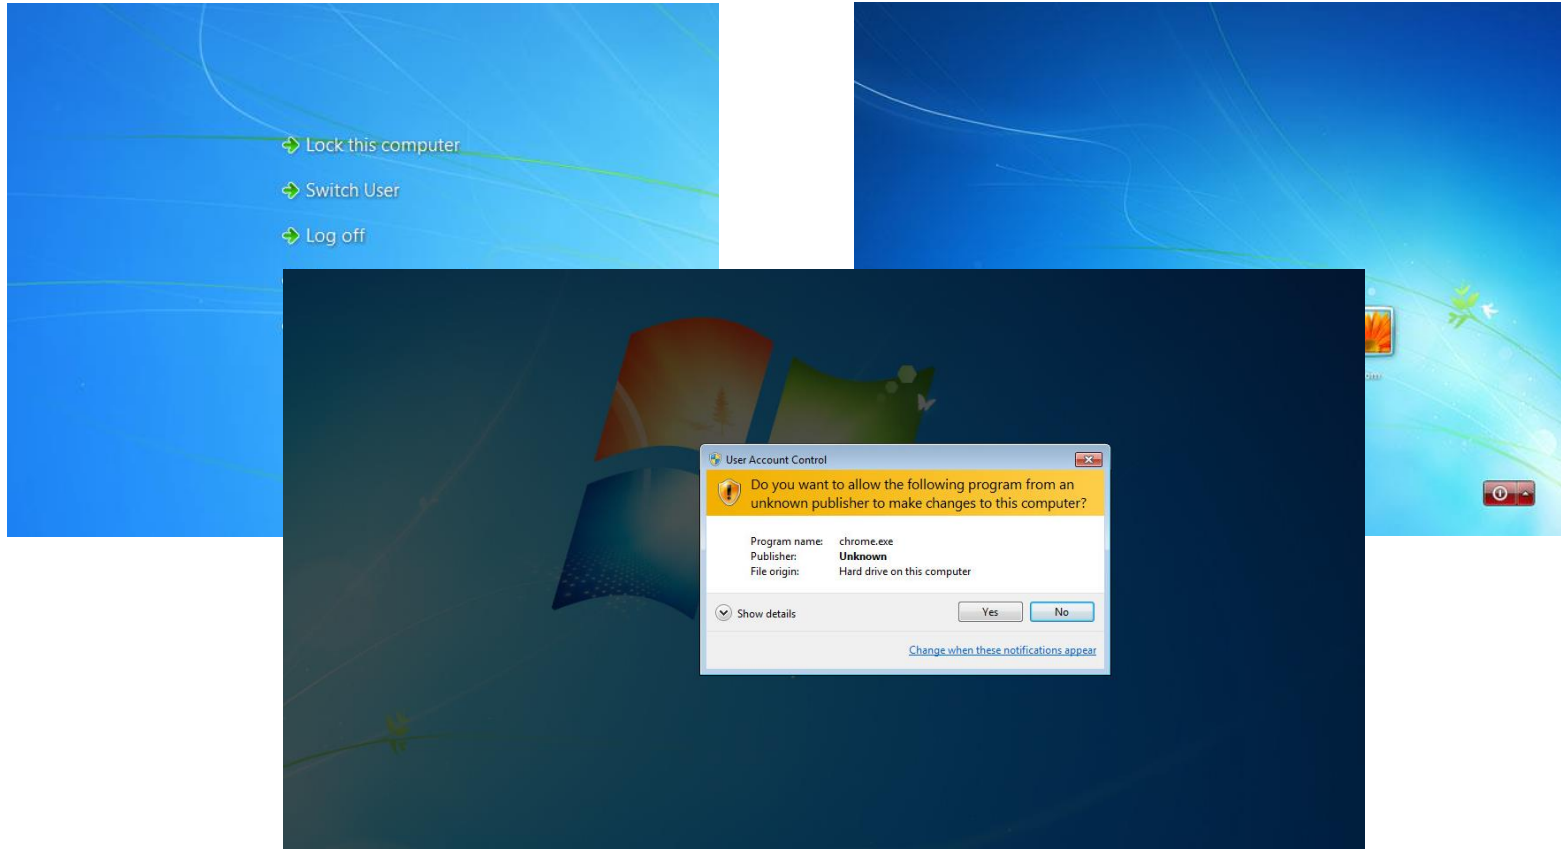 Lock this computer
Switch User
Log off
User Account Control
Do you want to allow the following program from an
unknown publisher to make changes to this computer?
Program name: chrome.exe
Publisher: Unknown
File origin: Hard drive on this computer
Show details
Yes
No
Change when these notifications appear